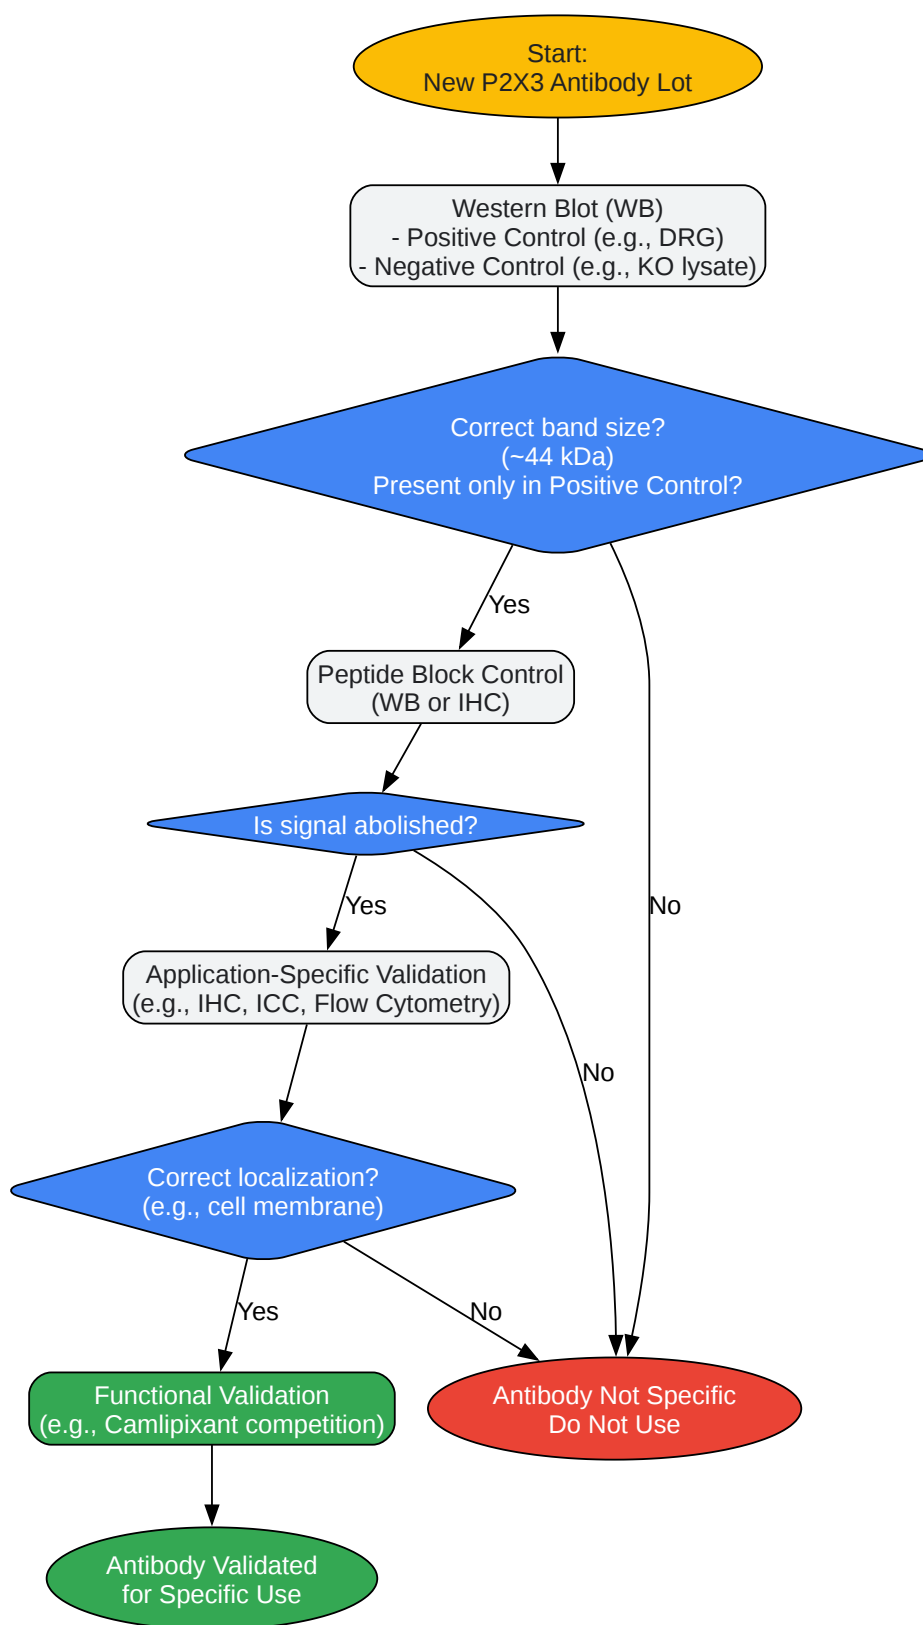 Start:
New P2X3 Antibody Lot
Western Blot (WB)
- Positive Control (e.g., DRG)
- Negative Control (e.g., KO lysate)
Correct band size?
(~44 kDa)
Present only in Positive Control?
Yes
Peptide Block Control
(WB or IHC)
Is signal abolished?
Yes
No
Application-Specific Validation
(e.g., IHC, ICC, Flow Cytometry)
No
Correct localization?
(e.g., cell membrane)
Yes
No
Functional Validation
(e.g., Camlipixant competition)
Antibody Not Specific
Do Not Use
Antibody Validated
for Specific Use